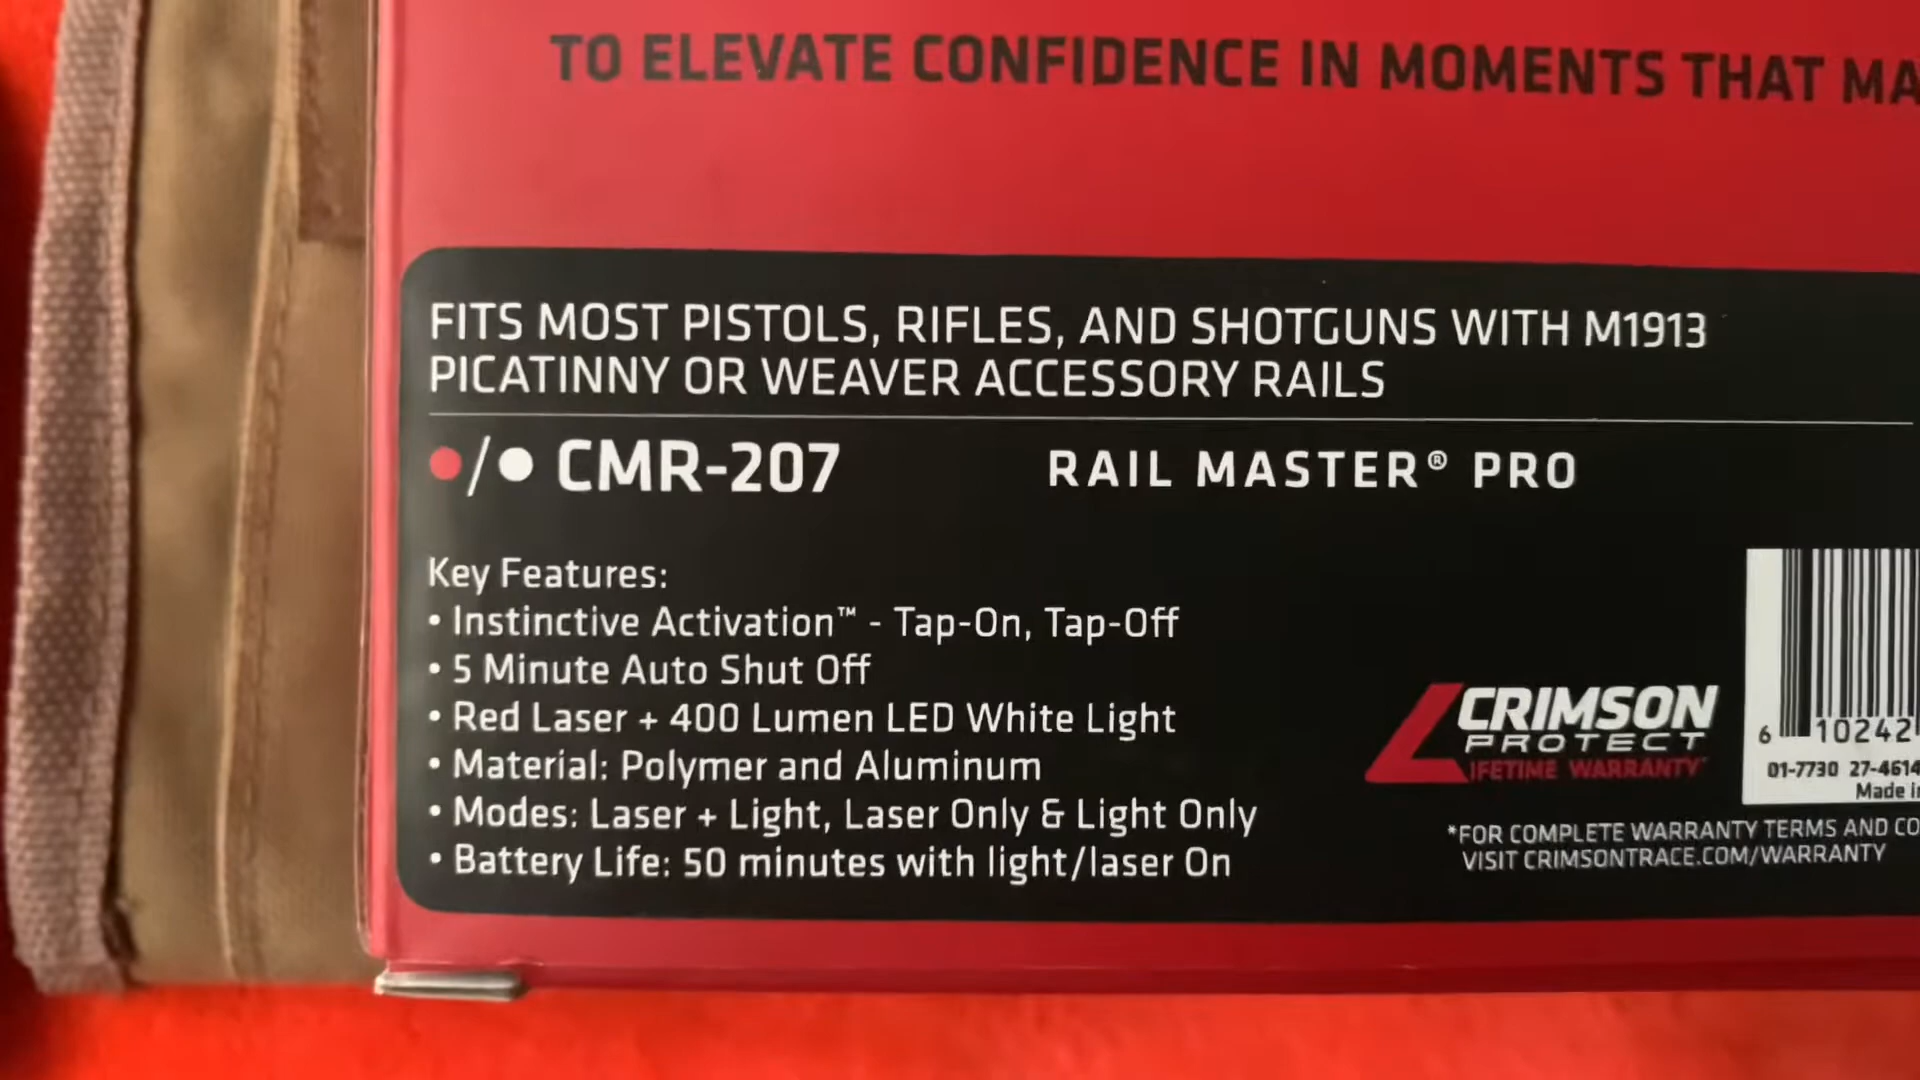 TO ELEVATE CONFIDENCE IN MOMENTS THAT
FITS MOST PISTOLS, RIFLES, AND SHOTGUNS WITH M1913
PICATINNY OR WEAVER ACCESSORY RAILS
CMR-207 RAIL MASTER® PRO
Key Features:
• Instinctive Activation™ - Tap-On, Tap-Off
• 5 Minute Auto Shut Off
• Red Laser + 400 Lumen LED White Light
• Material: Polymer and Aluminum
• Modes: Laser + Light, Laser Only & Light Only
• Battery Life: 50 minutes with light/laser On
CRIMSON
PROTECT
LIFETIME WARRANTY*
6 10242
01-7730 27-4614
Made
*FOR COMPLETE WARRANTY TERMS AND
VISIT CRIMSONTRACE.COM/WARRANTY